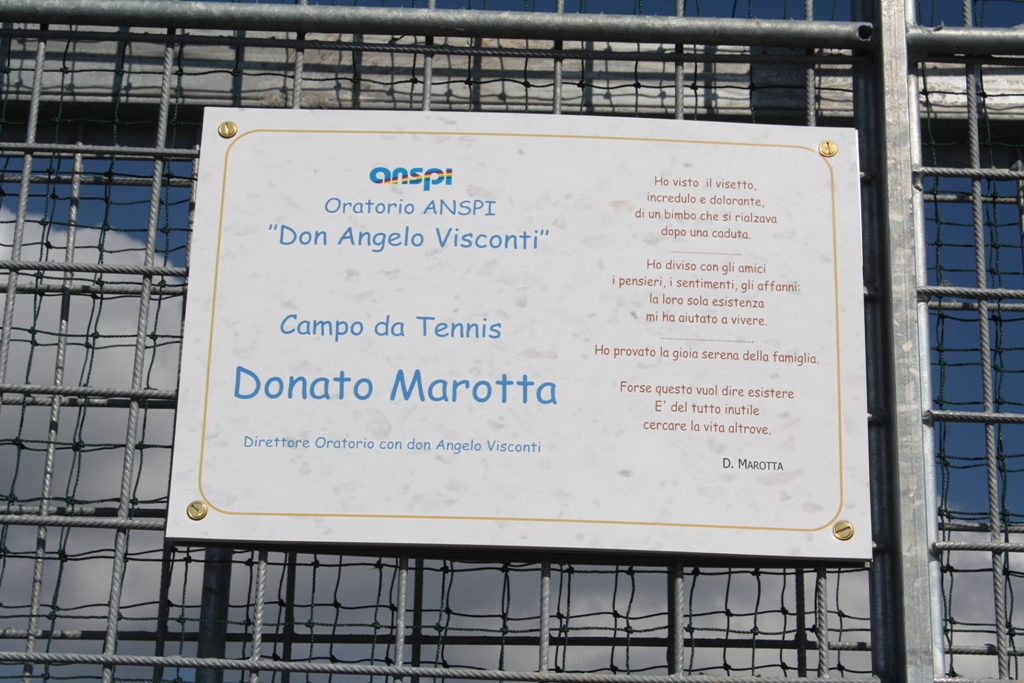 anspi
Oratorio ANSPI
"Don Angelo Visconti"
Campo da Tennis
Donato Marotta
Direttore Oratorio con don Angelo Visconti
Ho visto il visetto,
incredulo e dolorante,
di un bimbo che si rialzava
dopo una caduta.
........................
Ho diviso con gli amici
i pensieri, i sentimenti, gli affanni:
la loro sola esistenza
mi ha aiutato a vivere.
................................
Ho provato la gioia serena della famiglia.
Forse questo vuol dire esistere
E' del tutto inutile
cercare la vita altrove.
D. MAROTTA